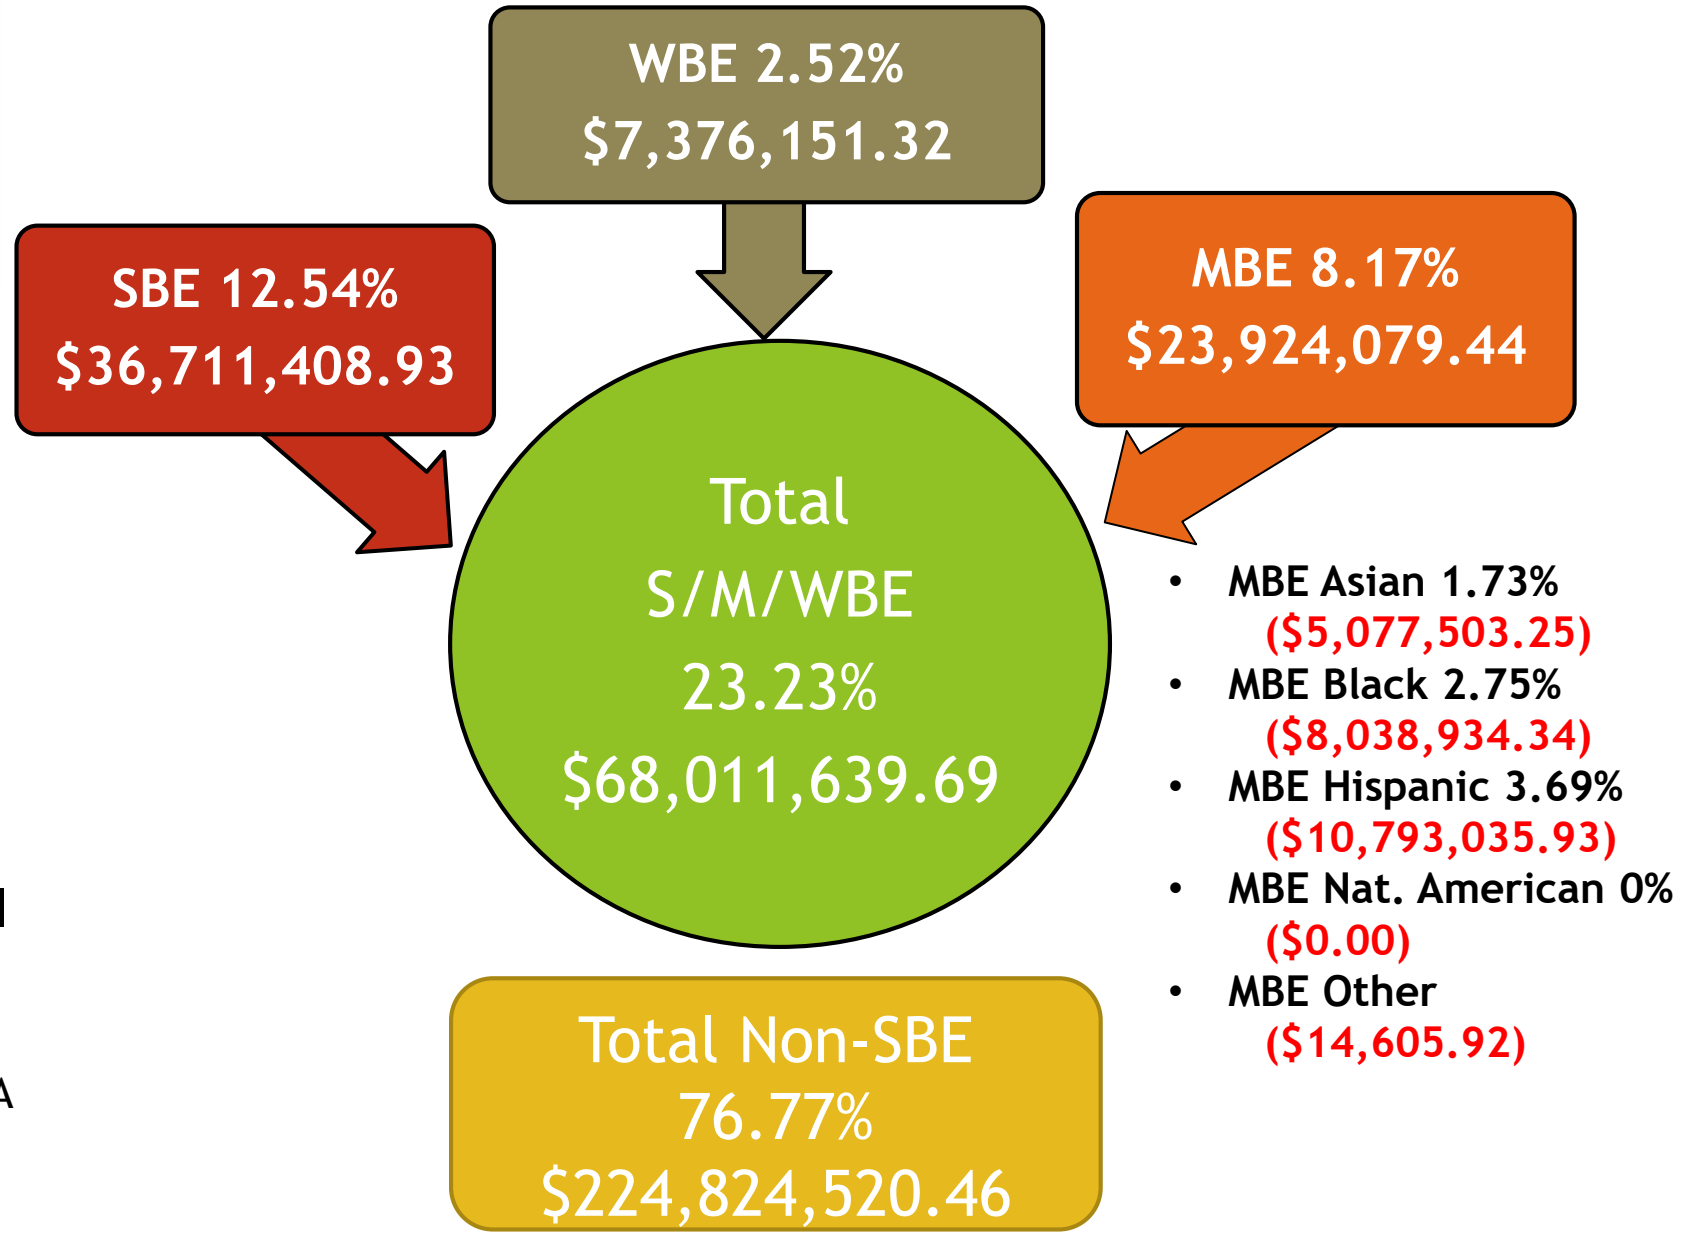 WBE 2.52%
$7,376,151.32
SBE 12.54%
$36,711,408.93
MBE 8.17%
$23,924,079.44
Total
S/M/WBE
23.23%
$68,011,639.69
• MBE Asian 1.73%
($5,077,503.25)
• MBE Black 2.75%
($8,038,934.34)
• MBE Hispanic 3.69%
($10,793,035.93)
• MBE Nat. American 0%
($0.00)
• MBE Other
($14,605.92)
Total Non-SBE
76.77%
$224,824,520.46
A